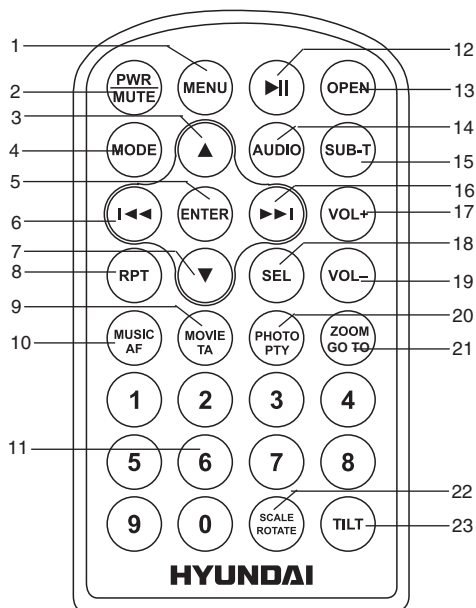 1
12
PWR
MUTE
MENU
▶II
OPEN
2
13
3
14
MODE
▲
AUDIO
SUB-T
4
15
5
16
I◀◀
ENTER
▶▶I
VOL+
6
17
7
18
RPT
▼
SEL
VOL–
8
19
9
20
MUSIC
AF
MOVIE
TA
PHOTO
PTY
ZOOM
GO TO
10
21
1
2
3
4
11
5
6
7
8
22
9
0
SCALE
ROTATE
TILT
23
HYUNDAI